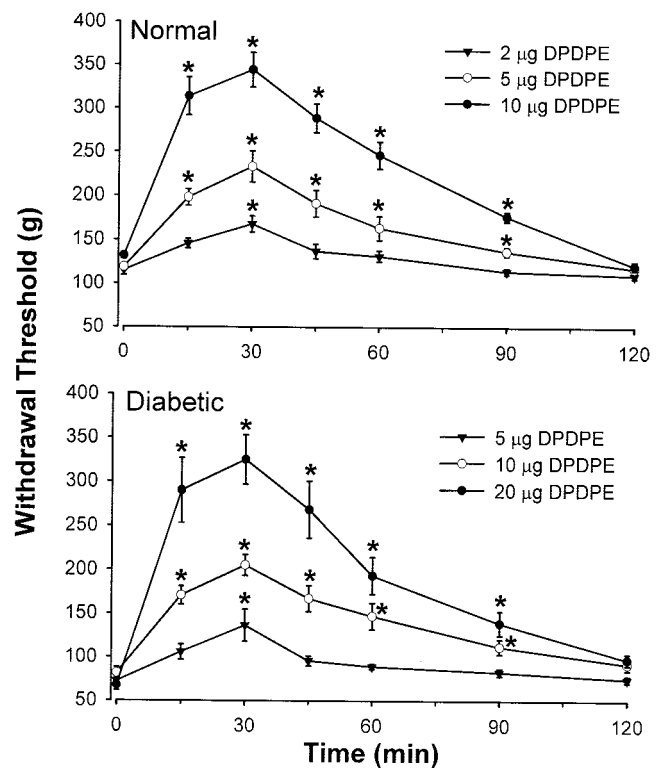 Normal
2 µg DPDPE
5 µg DPDPE
10 µg DPDPE
400
350
300
250
200
150
100
50
0
30
60
90
120
* * * * *
* * * * *
*
Withdrawal Threshold (g)
Diabetic
5 µg DPDPE
10 µg DPDPE
20 µg DPDPE
400
350
300
250
200
150
100
50
0
30
60
90
120
* * * * *
* * * * *
*
Time (min)